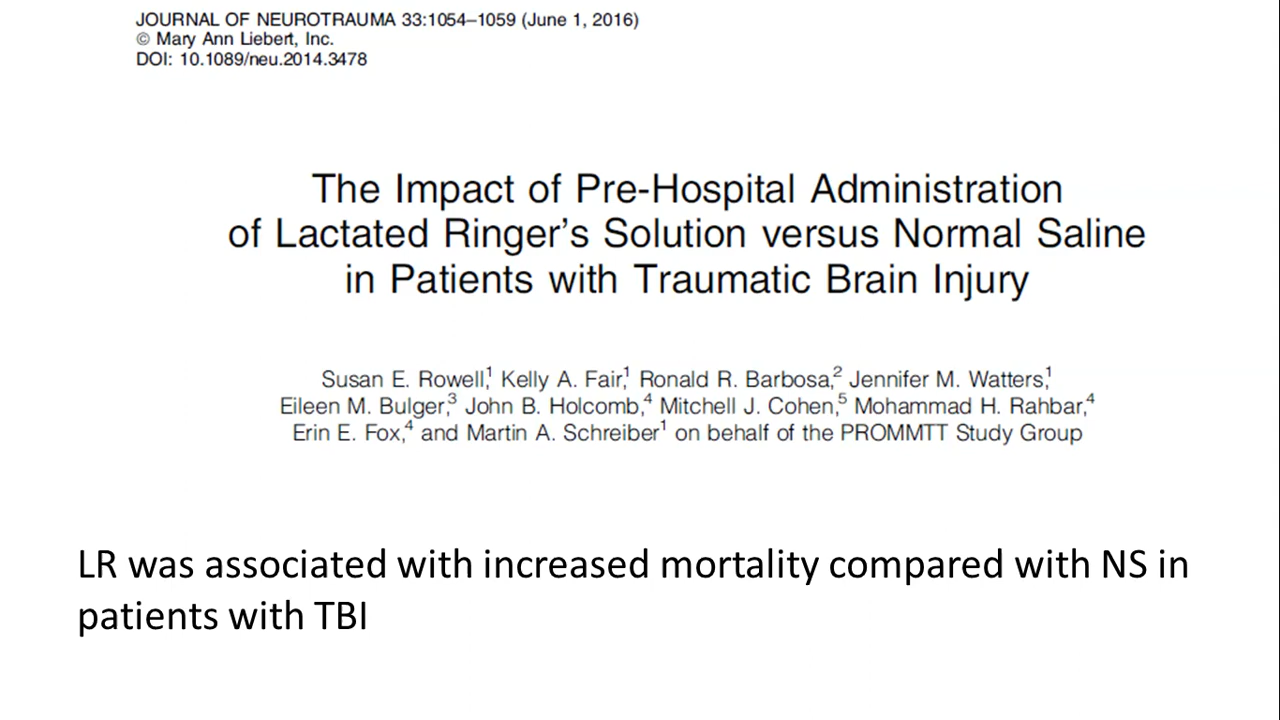 JOURNAL OF NEUROTRAUMA 33:1054–1059 (June 1, 2016)
© Mary Ann Liebert, Inc.
DOI: 10.1089/neu.2014.3478
The Impact of Pre-Hospital Administration
of Lactated Ringer’s Solution versus Normal Saline
in Patients with Traumatic Brain Injury
Susan E. Rowell,¹ Kelly A. Fair,¹ Ronald R. Barbosa,² Jennifer M. Watters,¹
Eileen M. Bulger,³ John B. Holcomb,⁴ Mitchell J. Cohen,⁵ Mohammad H. Rahbar,⁴
Erin E. Fox,⁴ and Martin A. Schreiber¹ on behalf of the PROMMTT Study Group
LR was associated with increased mortality compared with NS in
patients with TBI